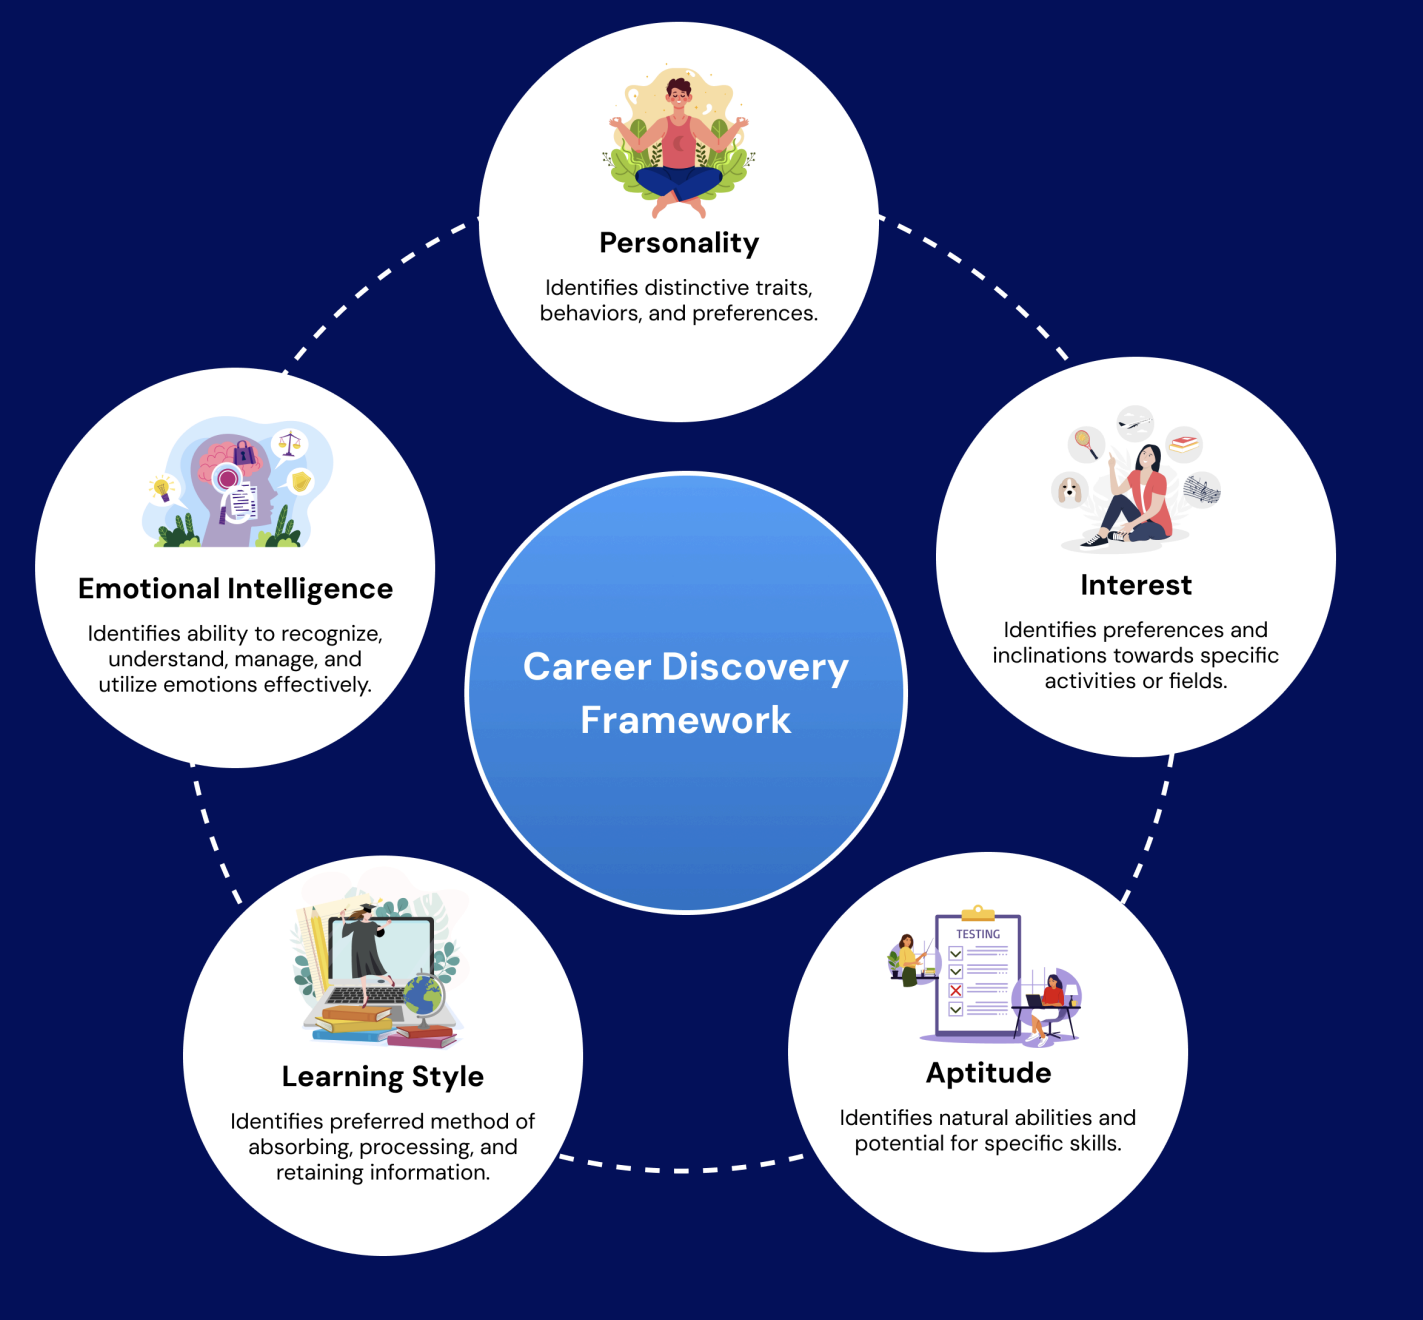 Personality
Identifies distinctive traits,
behaviors, and preferences.
Emotional Intelligence
Identifies ability to recognize,
understand, manage, and
utilize emotions effectively.
Interest
Identifies preferences and
inclinations towards specific
activities or fields.
Career Discovery
Framework
Learning Style
Identifies preferred method of
absorbing, processing, and
retaining information.
TESTING
Aptitude
Identifies natural abilities and
potential for specific skills.